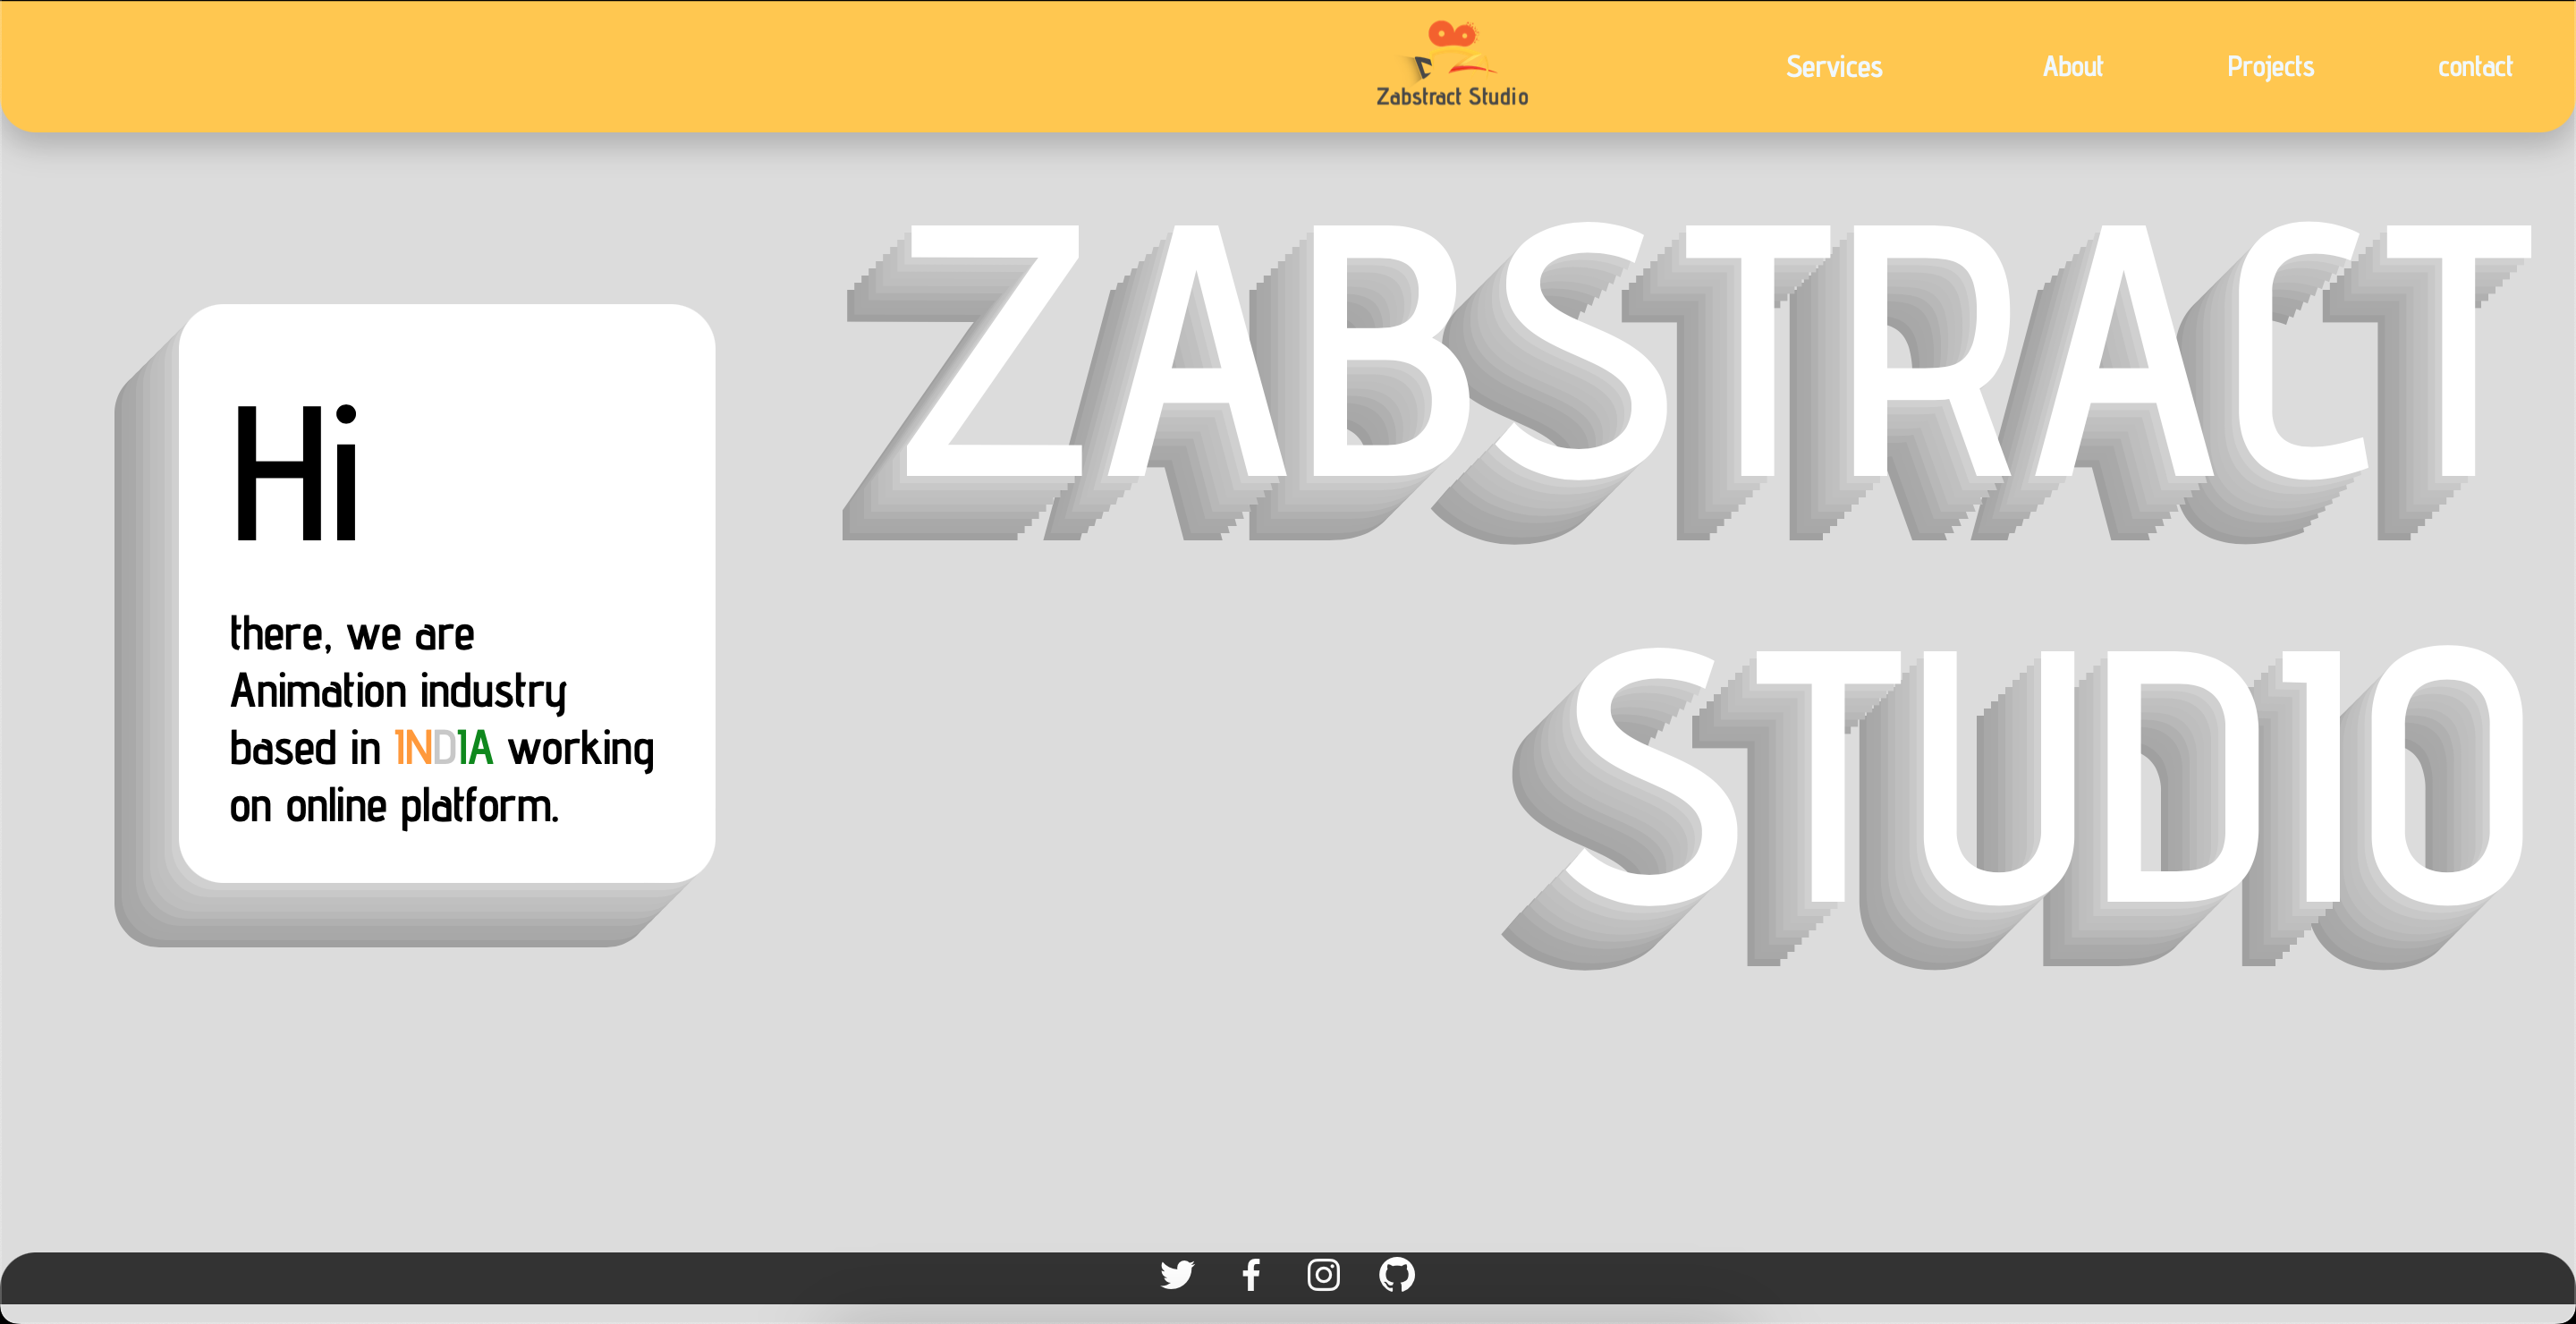 Zabstract Studio
Services About Projects contact
ZABSTRACT
STUDIO
Hi
there, we are
Animation industry
based in INDIA working
on online platform.